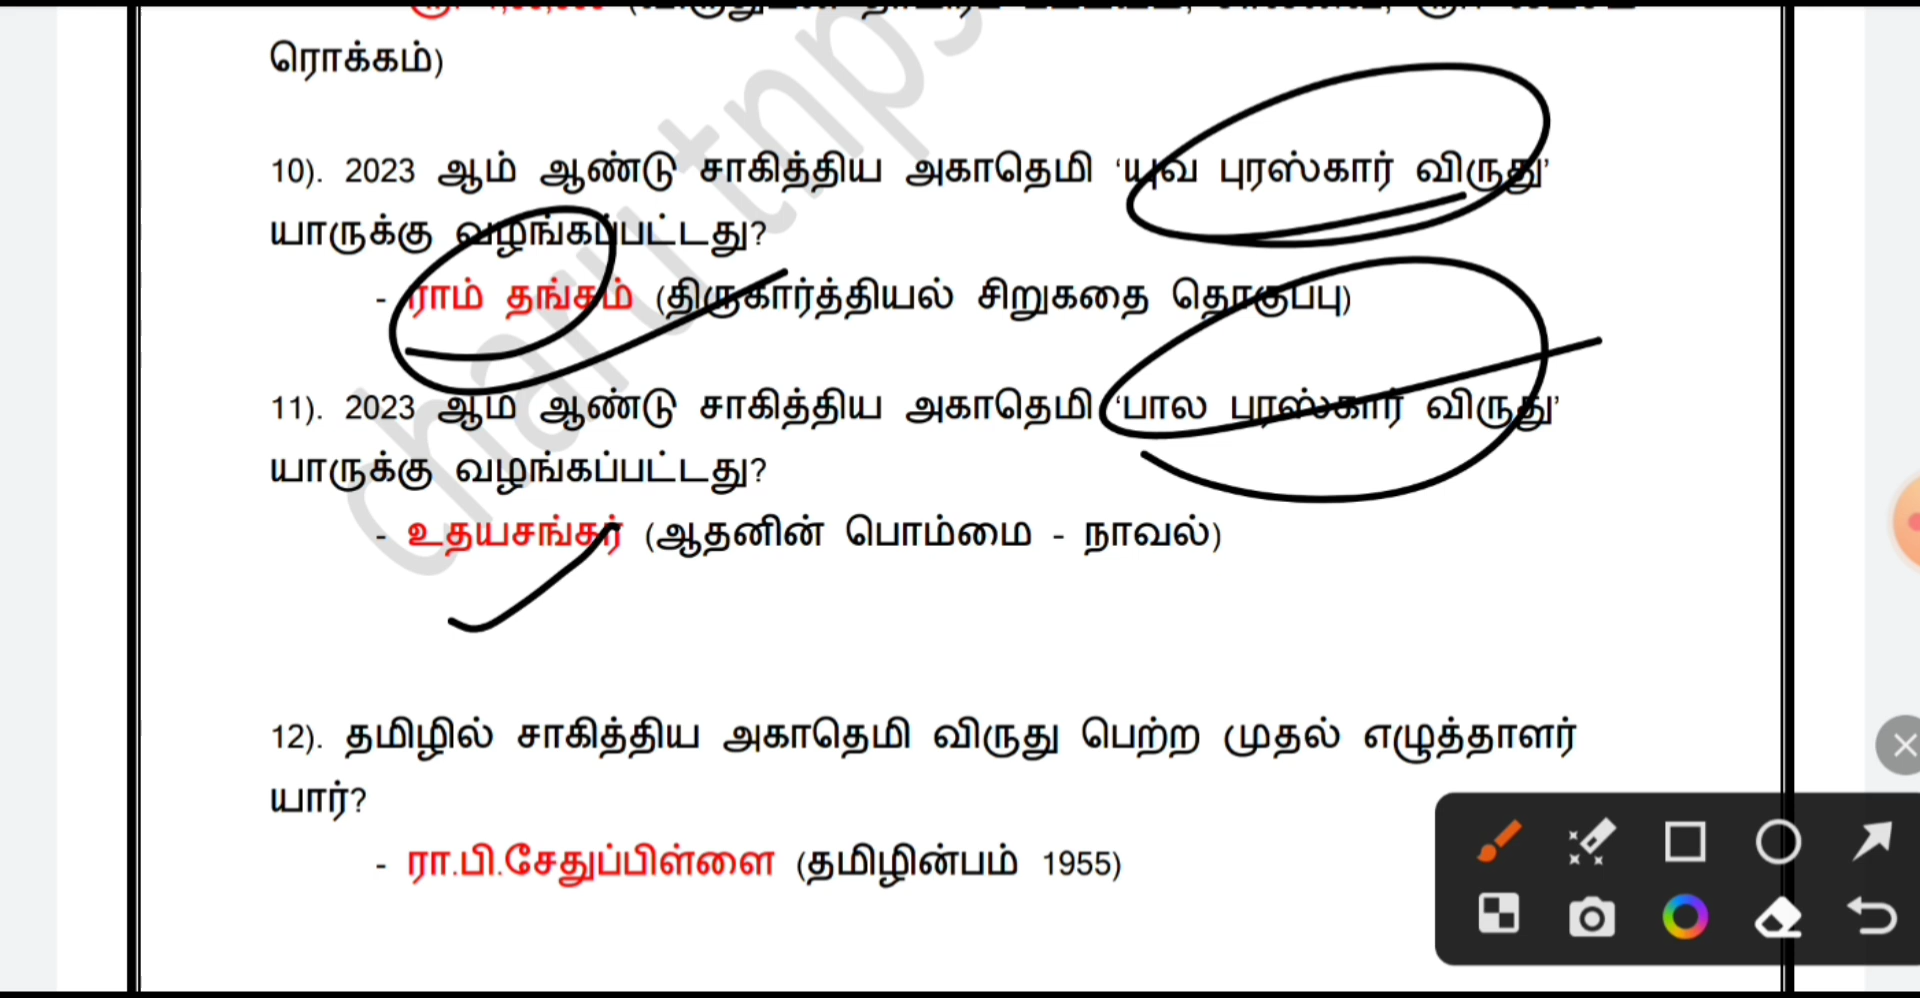 ரொக்கம்)
10). 2023 ஆம் ஆண்டு சாகித்திய அகாதெமி ‘யுவ புரஸ்கார் விருது’
யாருக்கு வழங்கப்பட்டது?
- ராம் தங்கம் (திருகார்த்தியல் சிறுகதை தொகுப்பு)
11). 2023 ஆம் ஆண்டு சாகித்திய அகாதெமி ‘பால புரஸ்கார் விருது’
யாருக்கு வழங்கப்பட்டது?
- உதயசங்கர் (ஆதனின் பொம்மை - நாவல்)
12). தமிழில் சாகித்திய அகாதெமி விருது பெற்ற முதல் எழுத்தாளர்
யார்?
- ரா.பி.சேதுப்பிள்ளை (தமிழின்பம் 1955)